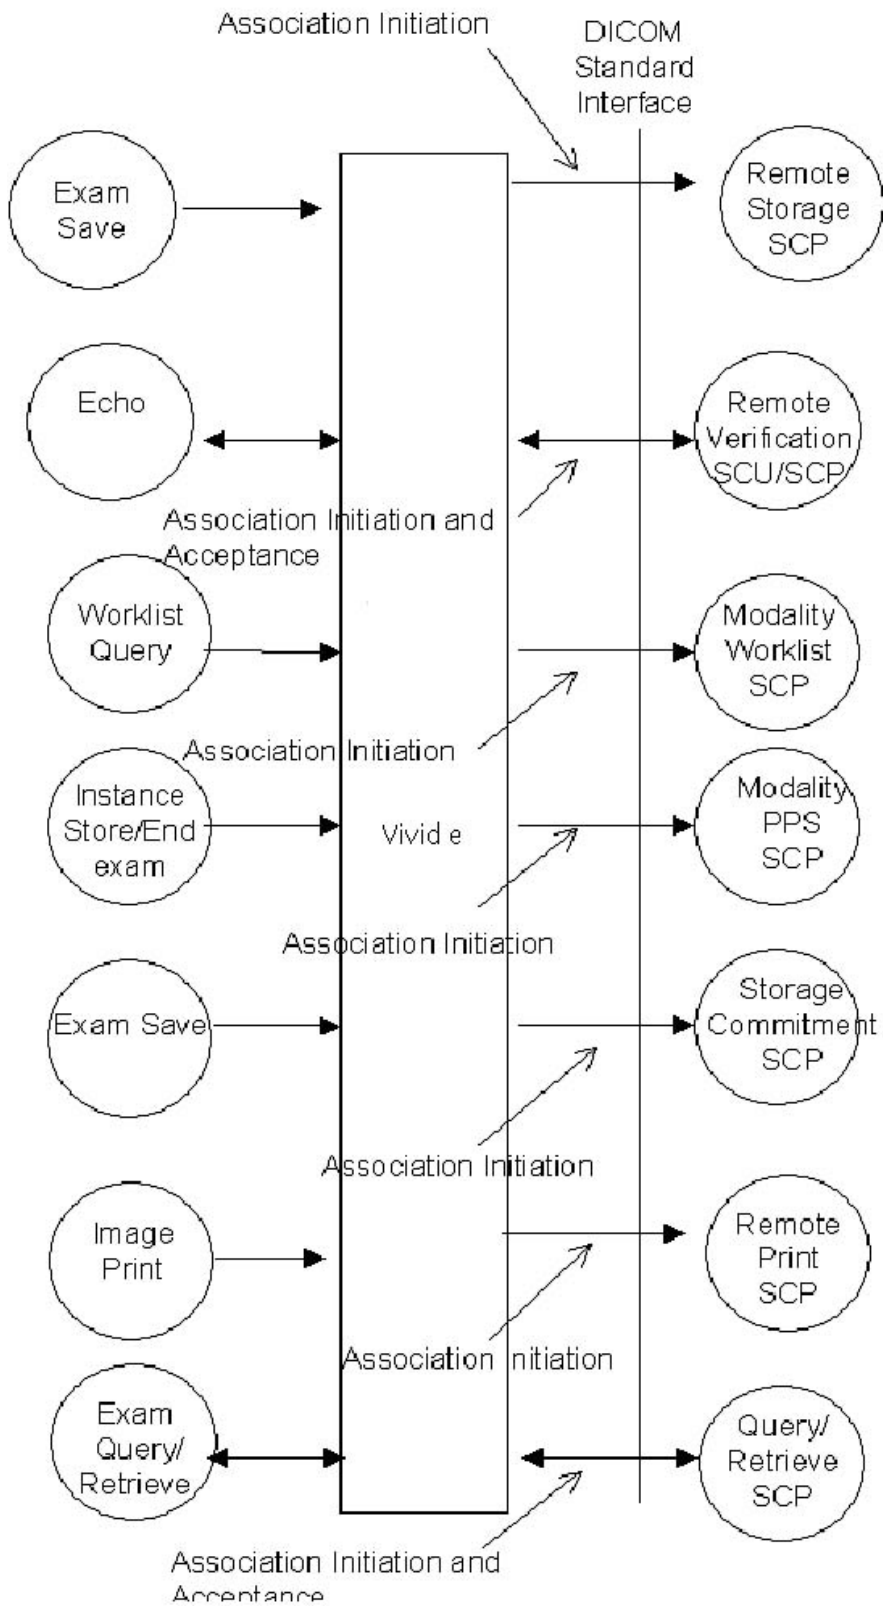 Association Initiation
DICOM
Standard
Interface
Exam
Save
Remote
Storage
SCP
Echo
Remote
Verification
SCU/SCP
Association Initiation and
Acceptance
Worklist
Query
Modality
Worklist
SCP
Association Initiation
Instance
Store/End
exam
Vivid e
Modality
PPS
SCP
Association Initiation
Exam Save
Storage
Commitment
SCP
Association Initiation
Image
Print
Remote
Print
SCP
Association Initiation
Exam
Query/
Retrieve
Query/
Retrieve
SCP
Association Initiation and
Acceptance